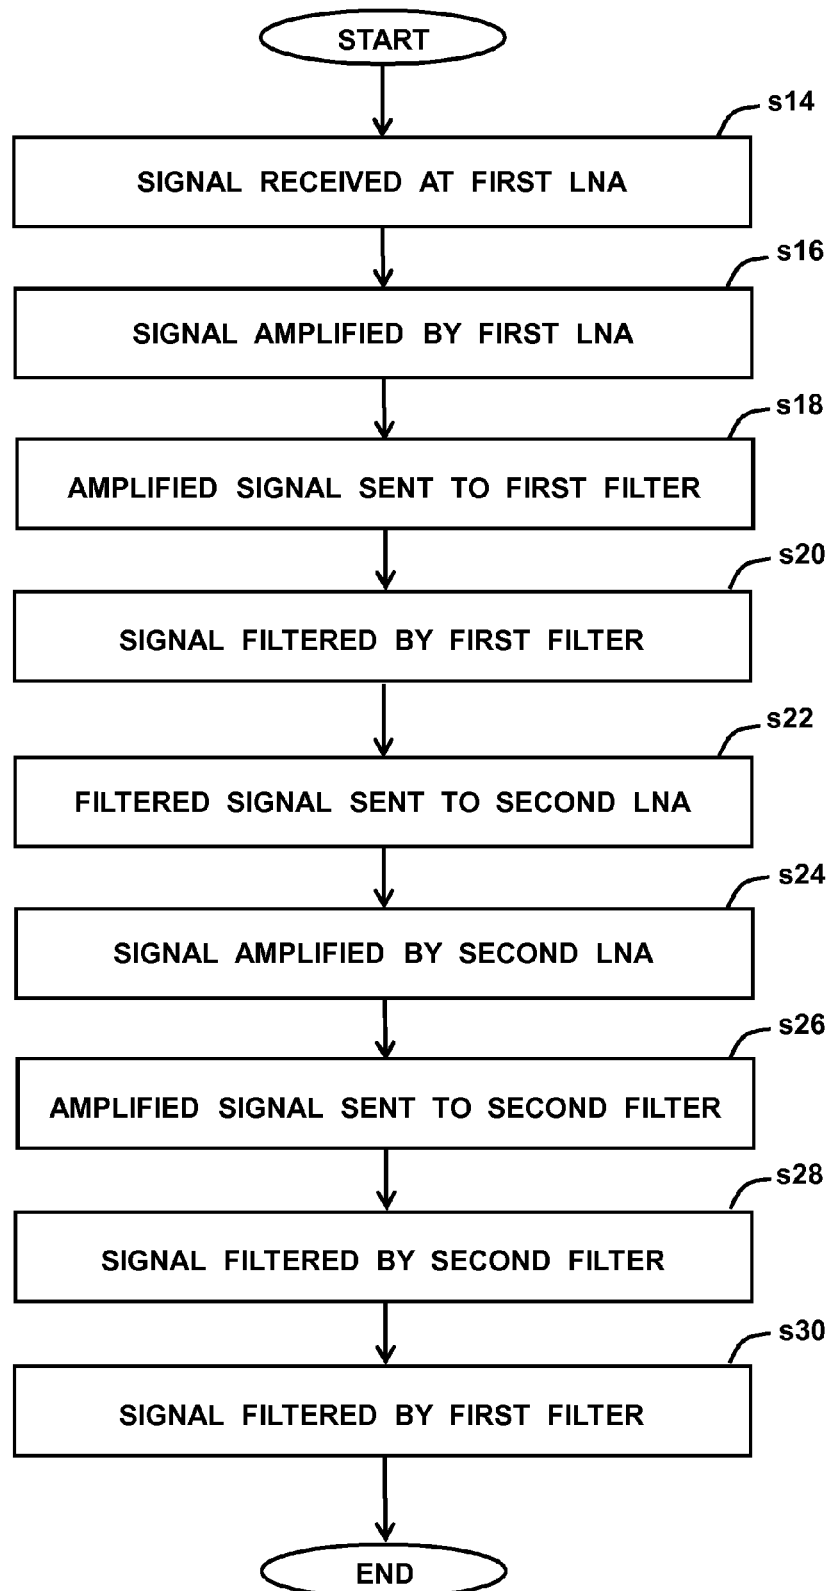 START
s14
SIGNAL RECEIVED AT FIRST LNA
s16
SIGNAL AMPLIFIED BY FIRST LNA
s18
AMPLIFIED SIGNAL SENT TO FIRST FILTER
s20
SIGNAL FILTERED BY FIRST FILTER
s22
FILTERED SIGNAL SENT TO SECOND LNA
s24
SIGNAL AMPLIFIED BY SECOND LNA
s26
AMPLIFIED SIGNAL SENT TO SECOND FILTER
s28
SIGNAL FILTERED BY SECOND FILTER
s30
SIGNAL FILTERED BY FIRST FILTER
END